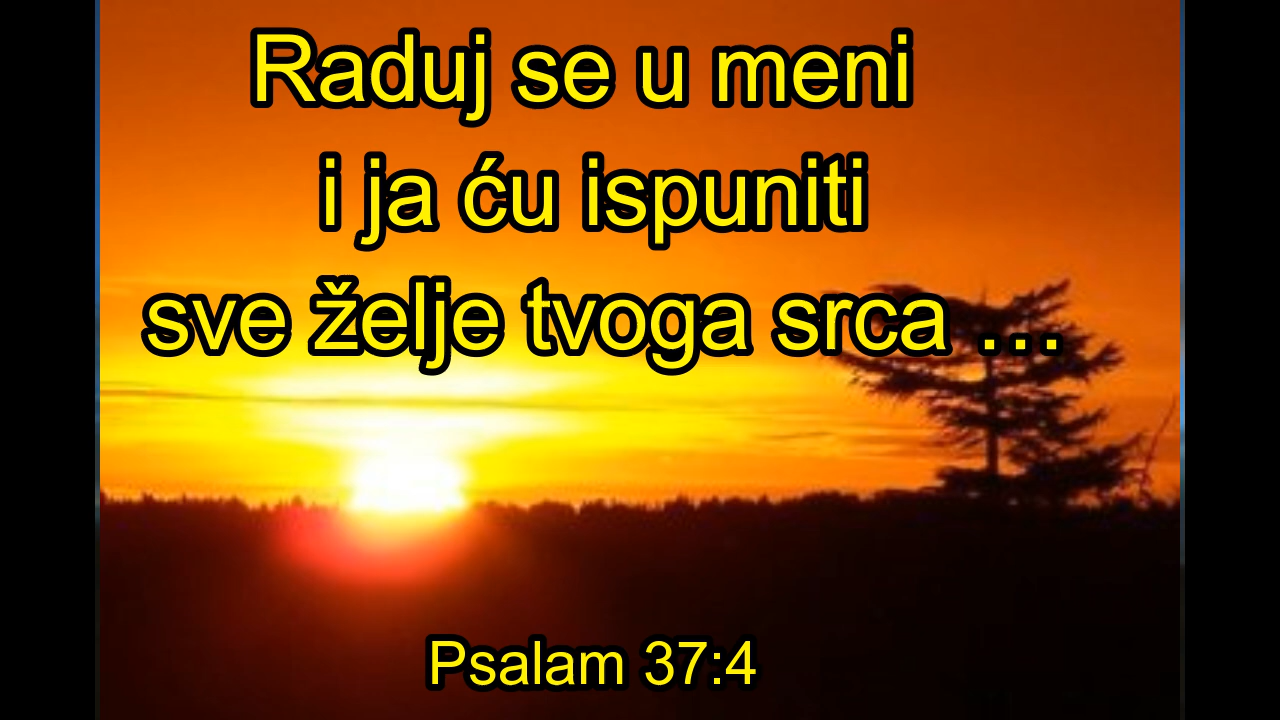 Raduj se u meni
i ja ću ispuniti
sve želje tvoga srca ...
Psalam 37:4